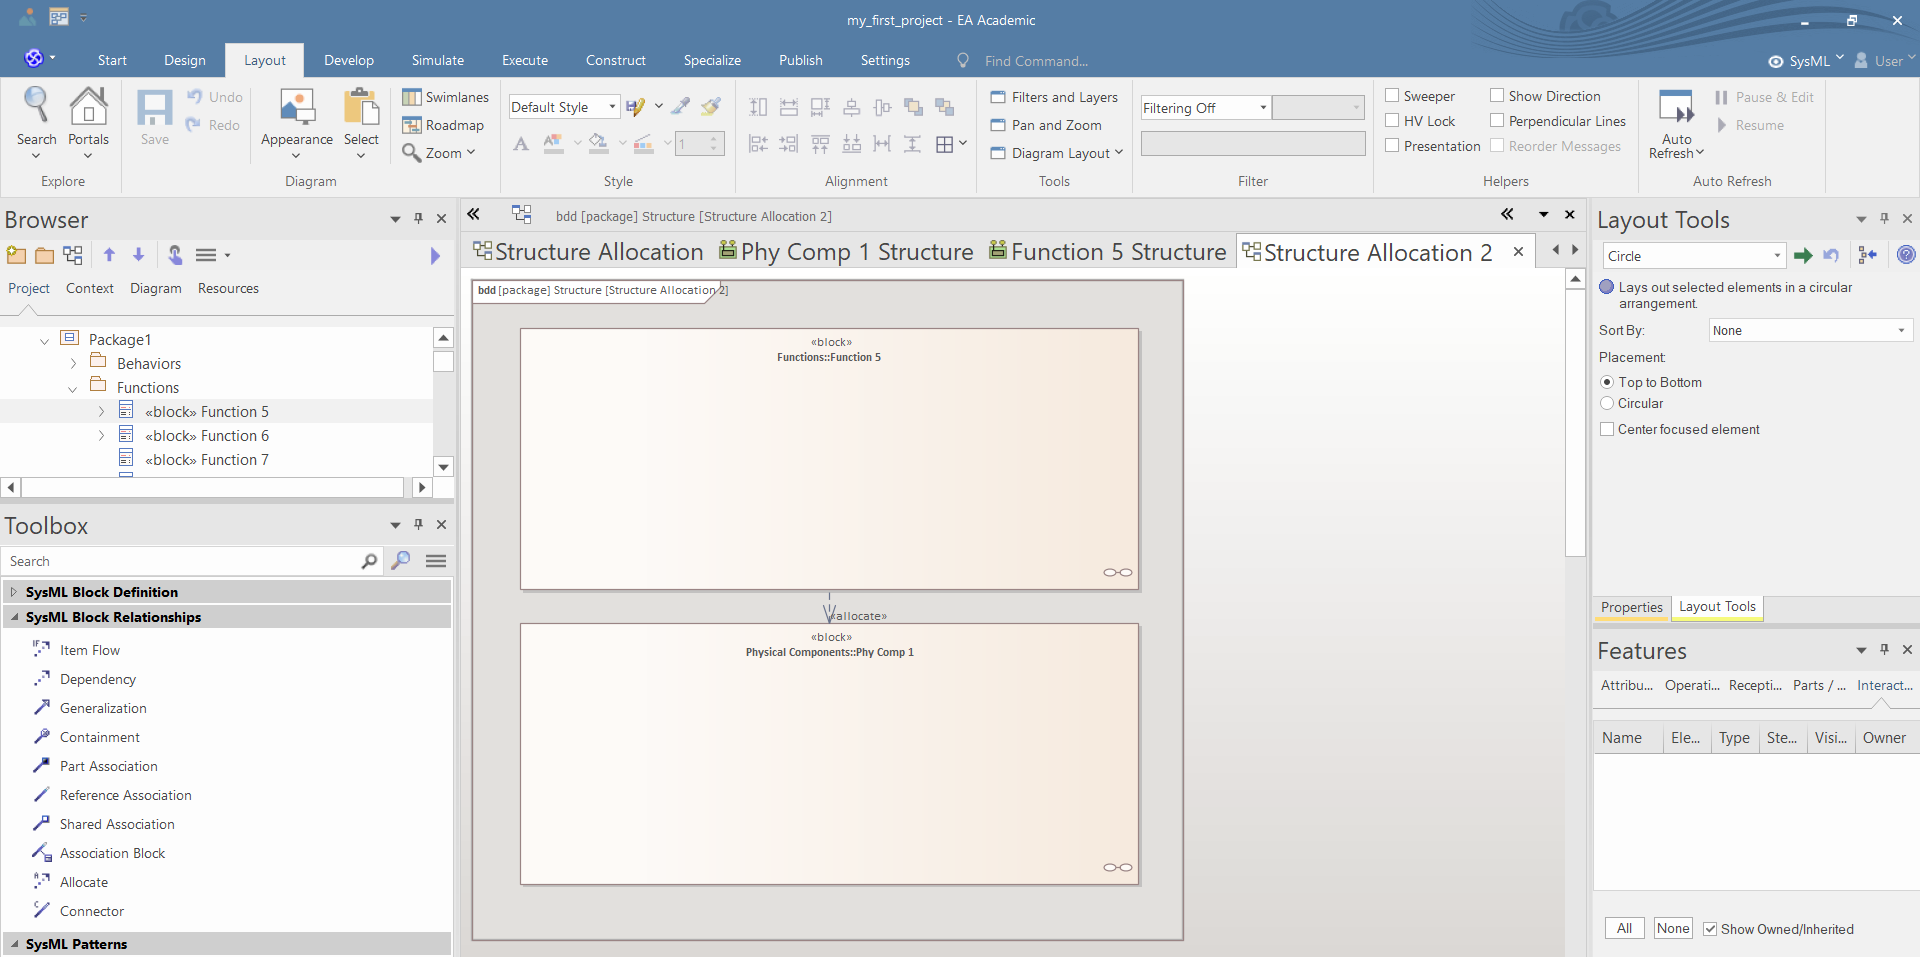 my_first_project - EA Academic
Start Design Layout Develop Simulate Execute Construct Specialize Publish Settings Find Command... SysML User
Search Portals Save Undo Redo Appearance Select Swimlanes Roadmap Zoom
Explore Diagram
Default Style 1
Style Alignment
Filters and Layers
Pan and Zoom
Diagram Layout
Tools
Filtering Off
Filter
Sweeper Show Direction
HV Lock Perpendicular Lines
Presentation Reorder Messages
Helpers
Auto Refresh
Pause & Edit
Resume
Auto Refresh
Browser
Project Context Diagram Resources
Package1
Behaviors
Functions
«block» Function 5
«block» Function 6
«block» Function 7
Toolbox
Search
SysML Block Definition
SysML Block Relationships
Item Flow
Dependency
Generalization
Containment
Part Association
Reference Association
Shared Association
Association Block
Allocate
Connector
SysML Patterns
bdd [package] Structure [Structure Allocation 2]
Structure Allocation Phy Comp 1 Structure Function 5 Structure Structure Allocation 2
bdd [package] Structure [Structure Allocation 2]
«block»
Functions::Function 5
«allocate»
«block»
Physical Components::Phy Comp 1
Layout Tools
Circle
Lays out selected elements in a circular
arrangement.
Sort By: None
Placement:
Top to Bottom
Circular
Center focused element
Properties Layout Tools
Features
Attribu... Operati... Recepti... Parts / ... Interact...
Name Ele... Type Ste... Visi... Owner
All None Show Owned/Inherited